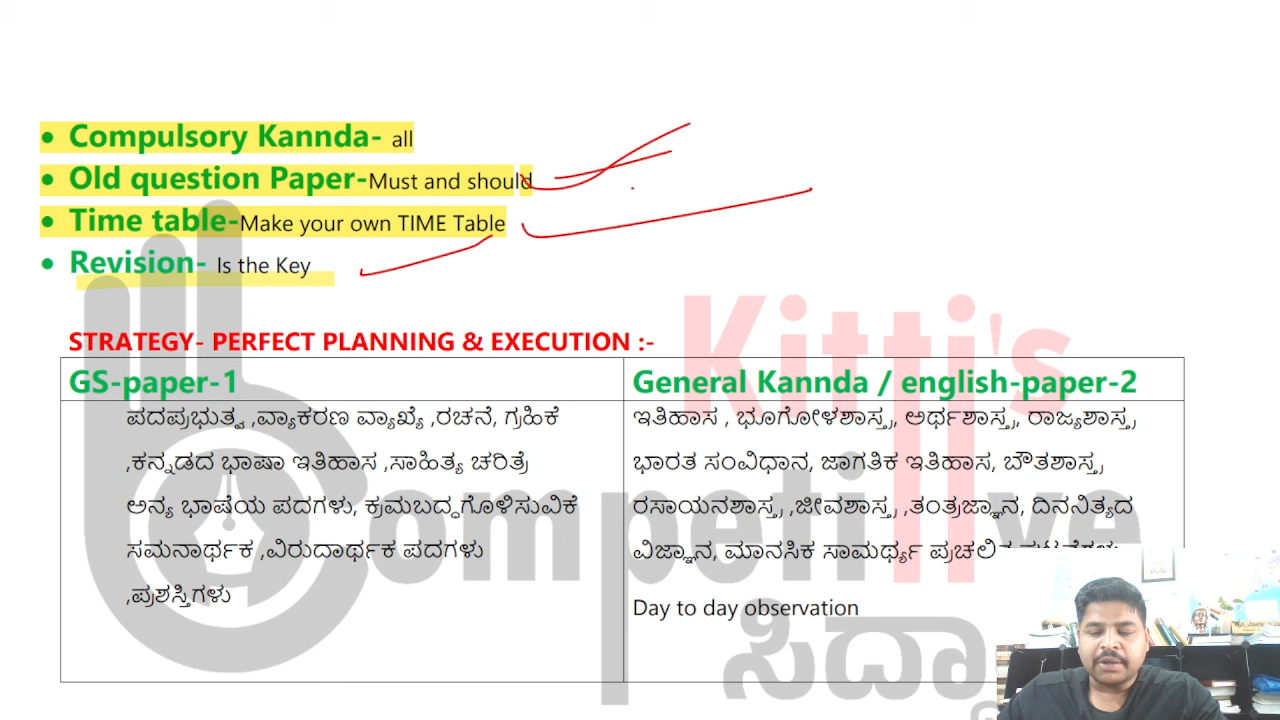 • Compulsory Kannda- all
• Old question Paper-Must and should
• Time table-Make your own TIME Table
• Revision- Is the Key
STRATEGY- PERFECT PLANNING & EXECUTION :-
GS-paper-1
ಪದಪ್ರಭುತ್ವ ,ವ್ಯಾಕರಣ ವ್ಯಾಖ್ಯೆ ,ರಚನೆ, ಗ್ರಹಿಕೆ
,ಕನ್ನಡದ ಭಾಷಾ ಇತಿಹಾಸ ,ಸಾಹಿತ್ಯ ಚರಿತ್ರೆ
ಅನ್ಯ ಭಾಷೆಯ ಪದಗಳು, ಕ್ರಮಬದ್ಧಗೊಳಿಸುವಿಕೆ
ಸಮನಾರ್ಥಕ ,ವಿರುದಾರ್ಥಕ ಪದಗಳು
,ಪ್ರಶಸ್ತಿಗಳು
General Kannda / english-paper-2
ಇತಿಹಾಸ , ಭೂಗೋಳಶಾಸ್ತ್ರ, ಅರ್ಥಶಾಸ್ತ್ರ, ರಾಜ್ಯಶಾಸ್ತ್ರ
ಭಾರತ ಸಂವಿಧಾನ, ಜಾಗತಿಕ ಇತಿಹಾಸ, ಬೌತಶಾಸ್ತ್ರ
ರಸಾಯನಶಾಸ್ತ್ರ ,ಜೀವಶಾಸ್ತ್ರ ,ತಂತ್ರಜ್ಞಾನ, ದಿನನಿತ್ಯದ
ವಿಜ್ಞಾನ, ಮಾನಸಿಕ ಸಾಮರ್ಥ್ಯ
Day to day observation
Kitti's
ompetitive